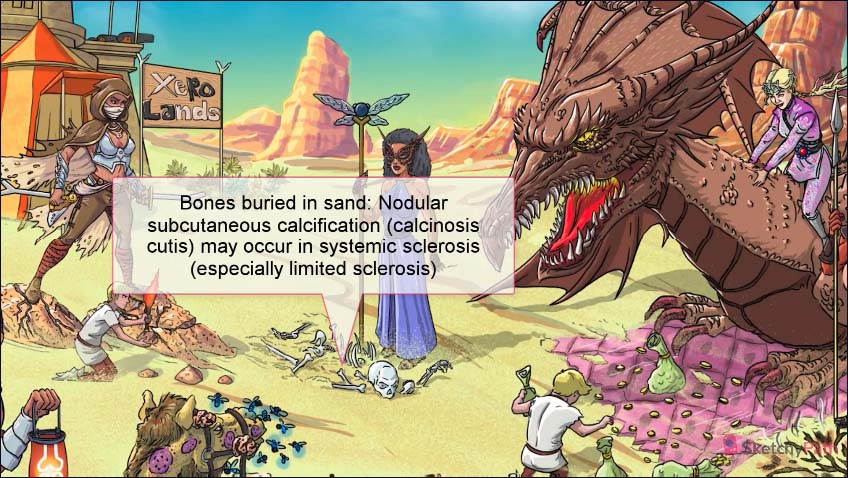 Xero
Lands
Bones buried in sand: Nodular
subcutaneous calcification (calcinosis
cutis) may occur in systemic sclerosis
(especially limited sclerosis)